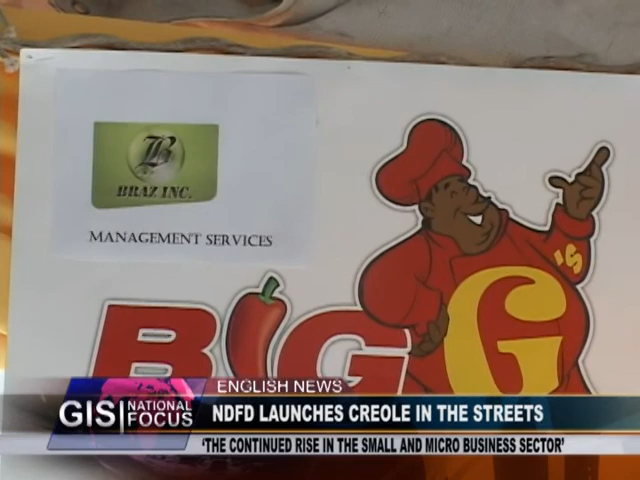 B
BRAZ INC.
MANAGEMENT SERVICES
BIG
G's
ENGLISH NEWS
GIS NATIONAL FOCUS
NDFD LAUNCHES CREOLE IN THE STREETS
'THE CONTINUED RISE IN THE SMALL AND MICRO BUSINESS SECTOR'